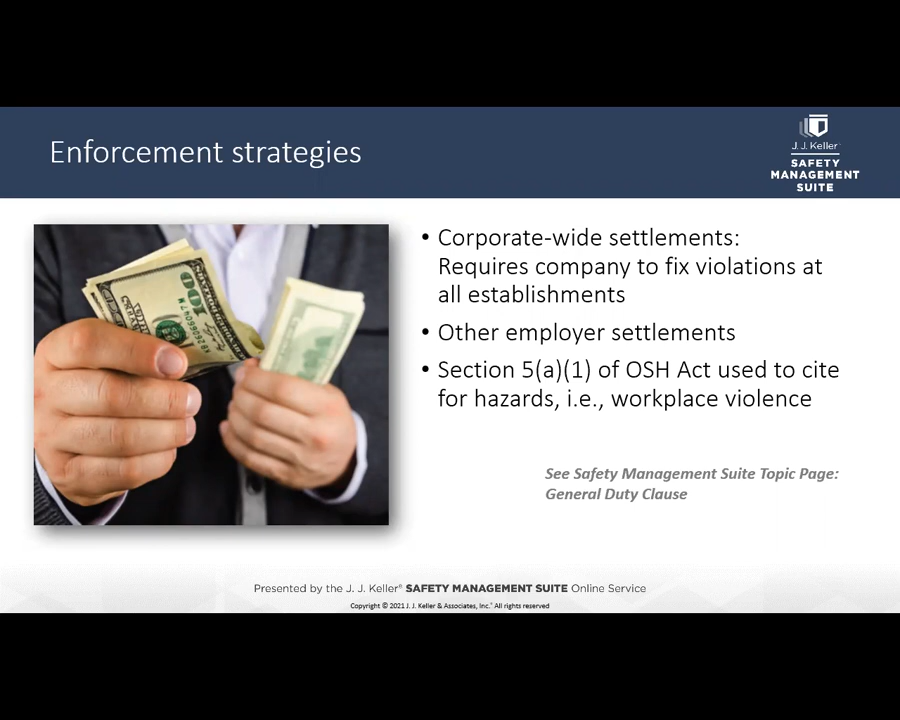 Enforcement strategies
J. J. Keller
SAFETY
MANAGEMENT
SUITE
• Corporate-wide settlements:
Requires company to fix violations at
all establishments
• Other employer settlements
• Section 5(a)(1) of OSH Act used to cite
for hazards, i.e., workplace violence
See Safety Management Suite Topic Page:
General Duty Clause
100
Presented by the J. J. Keller® SAFETY MANAGEMENT SUITE Online Service
Copyright © 2021 J. J. Keller & Associates, Inc.® All rights reserved